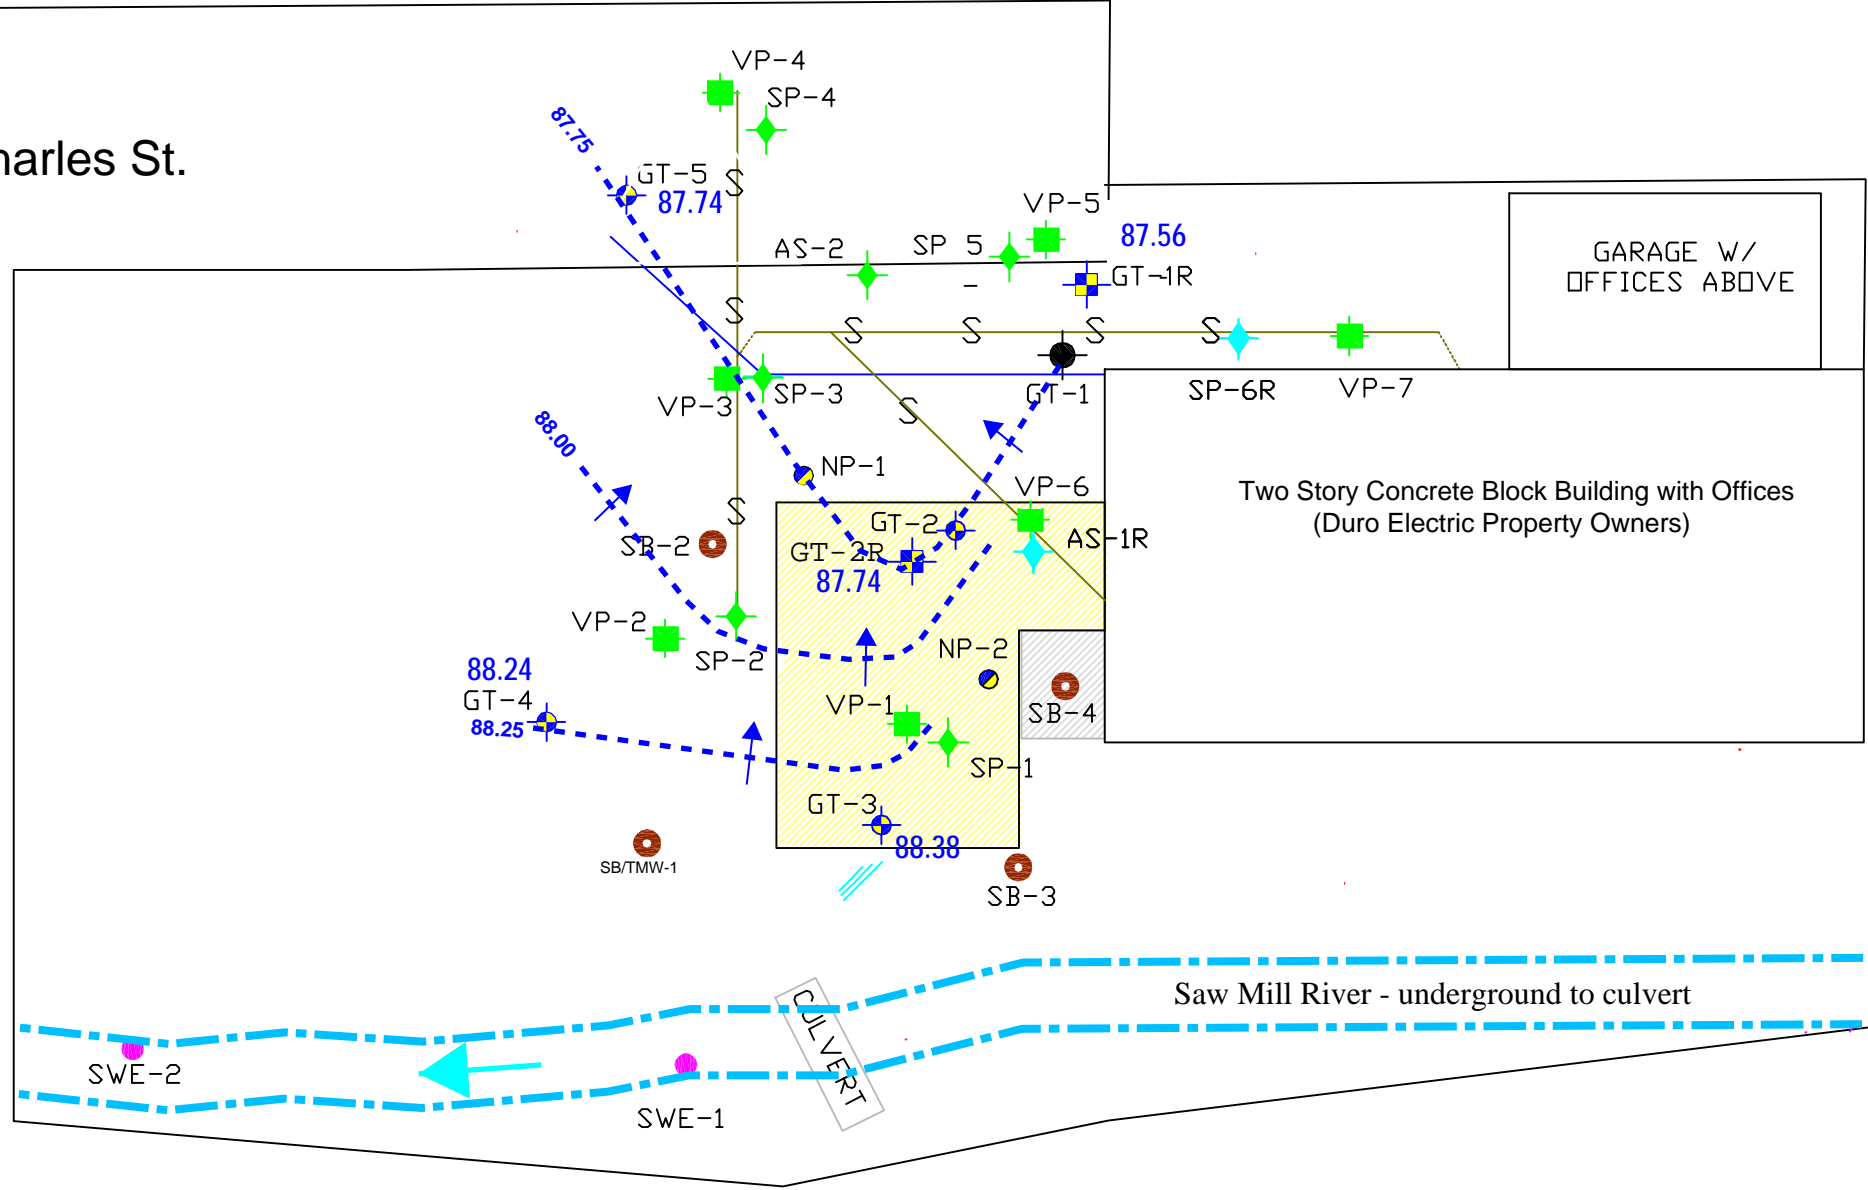 VP-4
SP-4
87.75
harles St.
GT-5
S
87.74
VP-5
87.56
AS-2
SP 5
-
GT-1R
GARAGE W/
OFFICES ABOVE
S
S
S
S
S
SP-3
VP-3
GT-1
SP-6R
VP-7
S
88.00
NP-1
VP-6
Two Story Concrete Block Building with Offices
(Duro Electric Property Owners)
S
GT-2
SB-2
AS-1R
GT-2R
87.74
VP-2
SP-2
NP-2
88.24
GT-4
88.25
VP-1
SB-4
SP-1
GT-3
88.38
SB/TMW-1
SB-3
Saw Mill River - underground to culvert
CULVERT
SWE-2
SWE-1